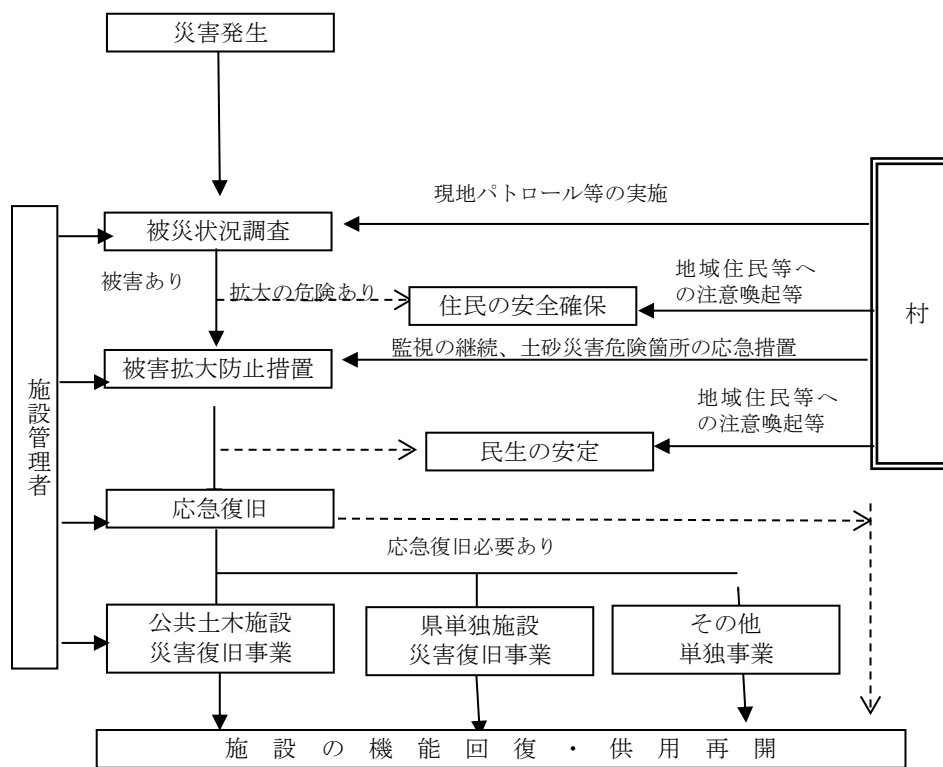 災害発生
現地パトロール等の実施
被災状況調査
被害あり
拡大の危険あり
地域住民等へ
の注意喚起等
住民の安全確保
村
監視の継続、土砂災害危険箇所の応急措置
被害拡大防止措置
施設管理者
地域住民等へ
の注意喚起等
民生の安定
応急復旧
応急復旧必要あり
公共土木施設
災害復旧事業
県単独施設
災害復旧事業
その他
単独事業
施設の機能回復・供用再開